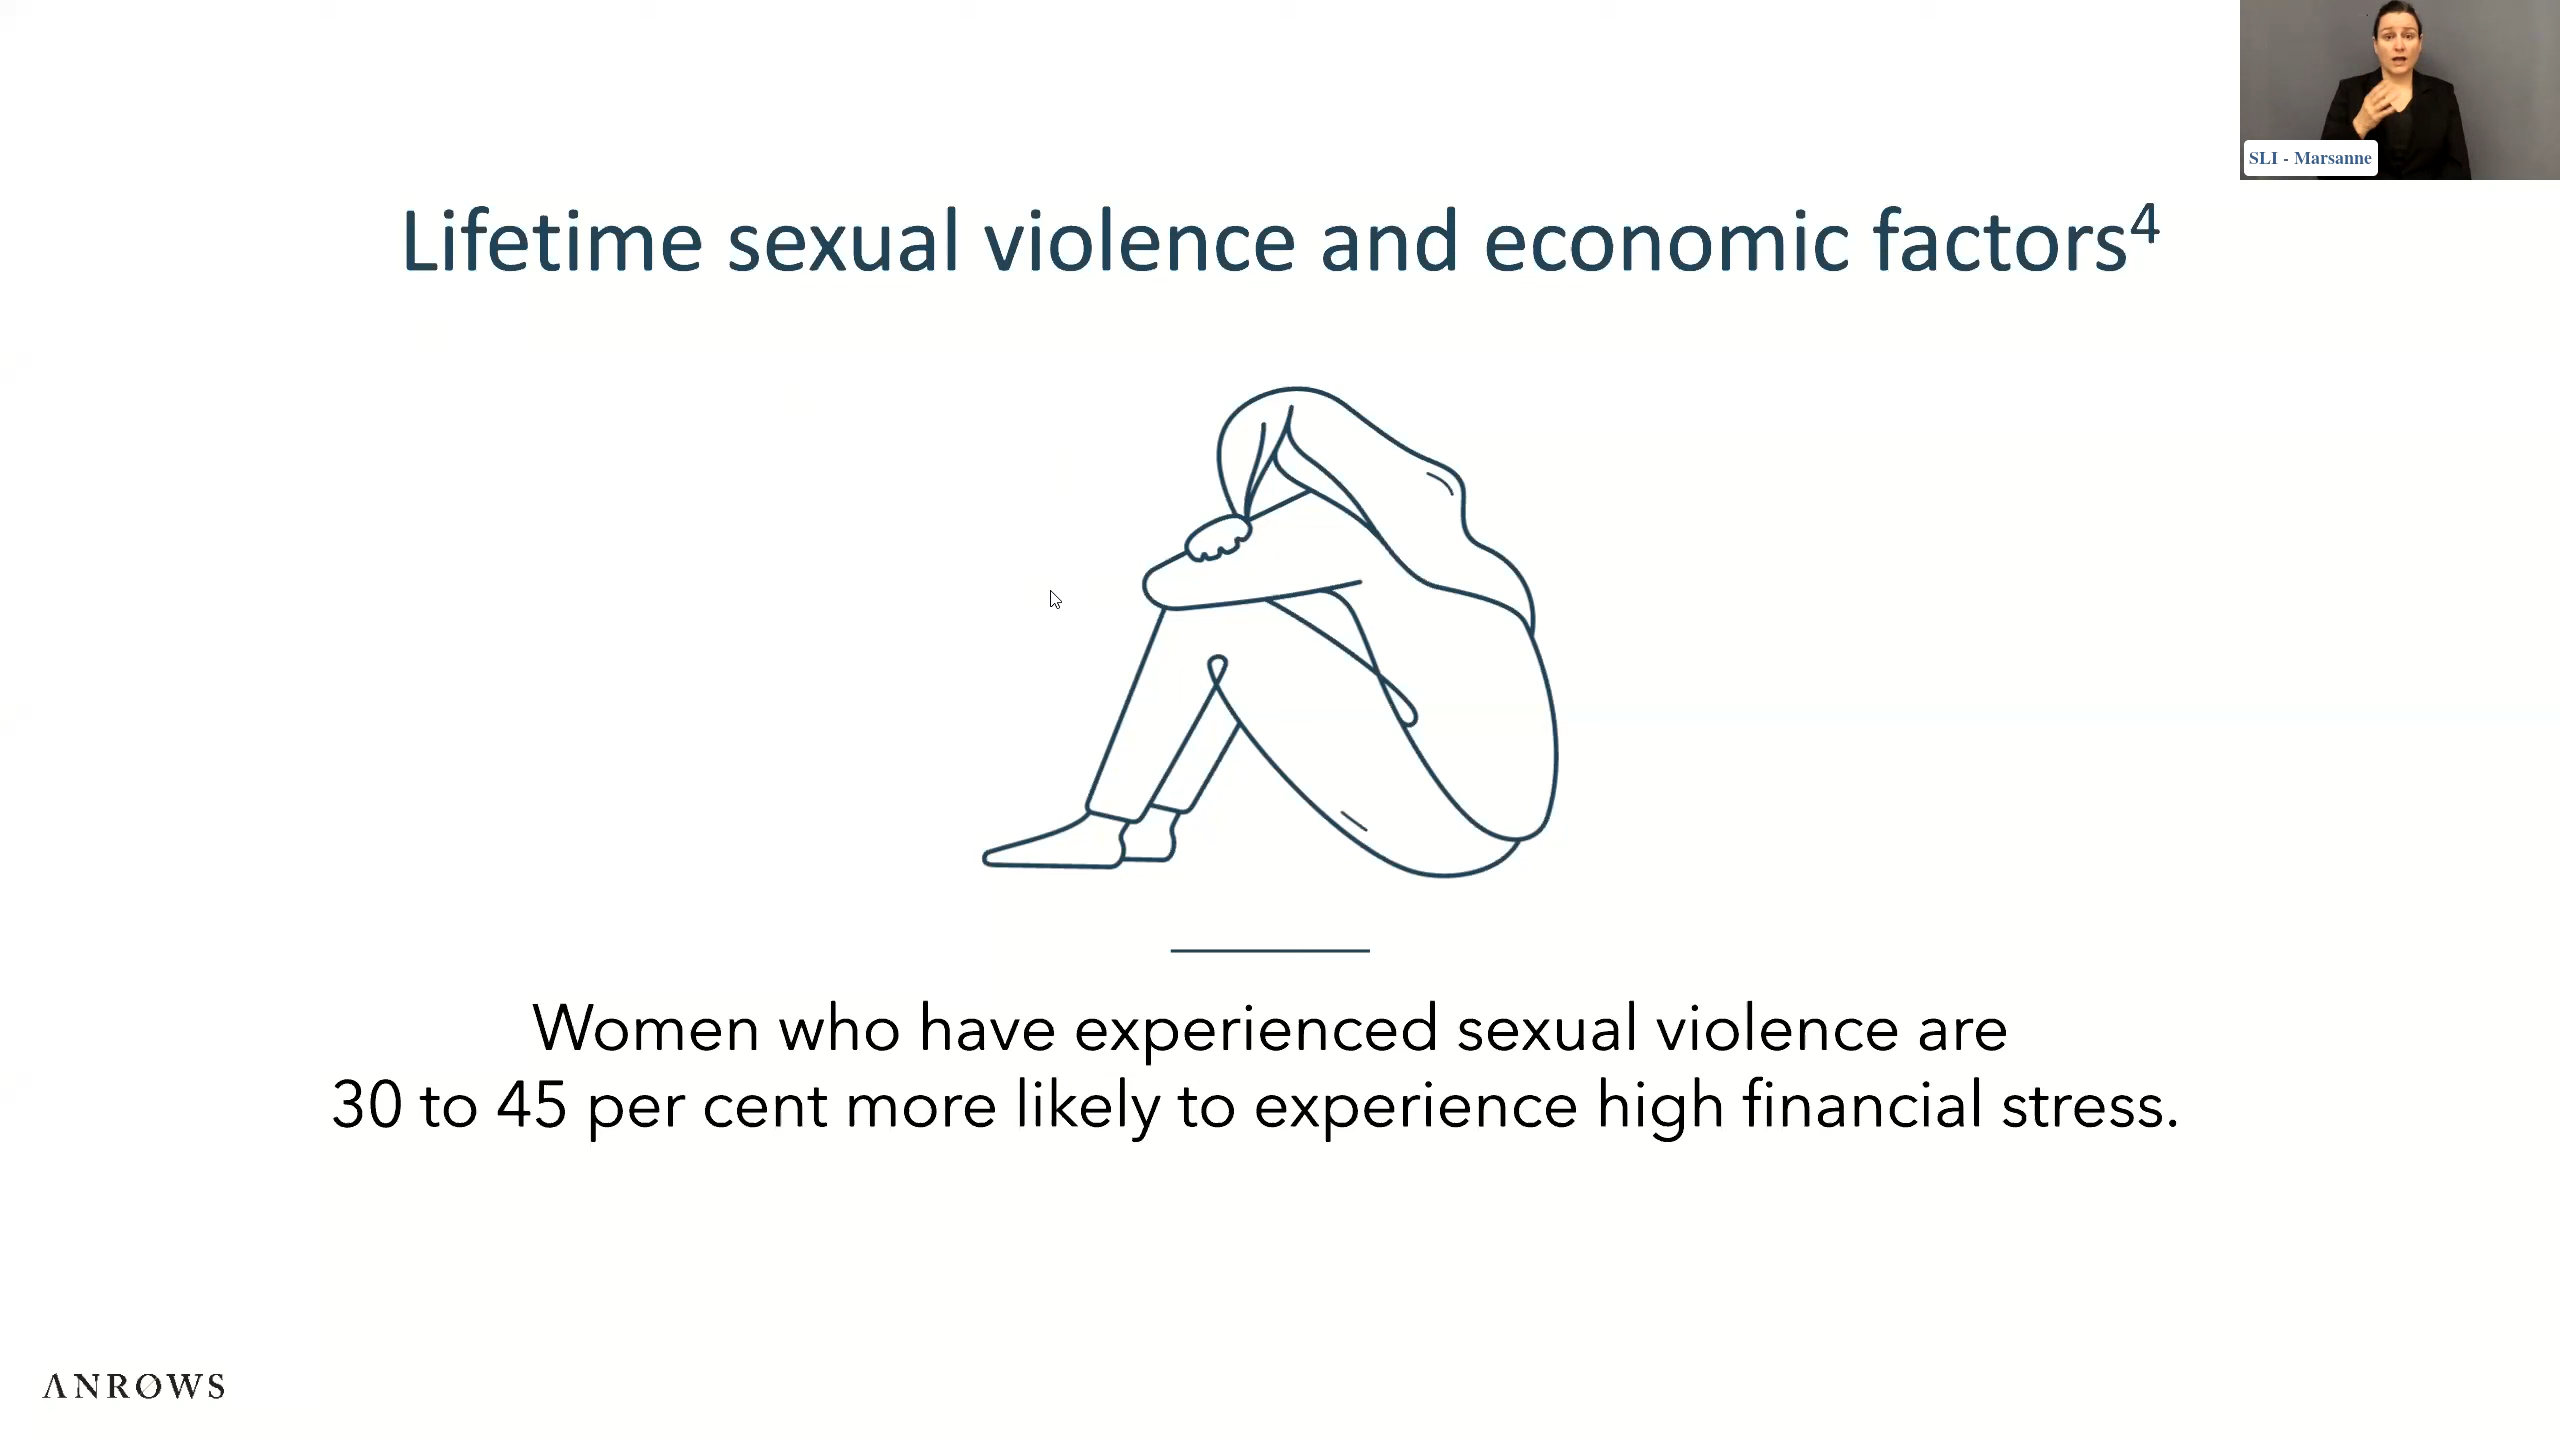 SLI - Marsanne
Lifetime sexual violence and economic factors⁴
Women who have experienced sexual violence are
30 to 45 per cent more likely to experience high financial stress.
ANROWS